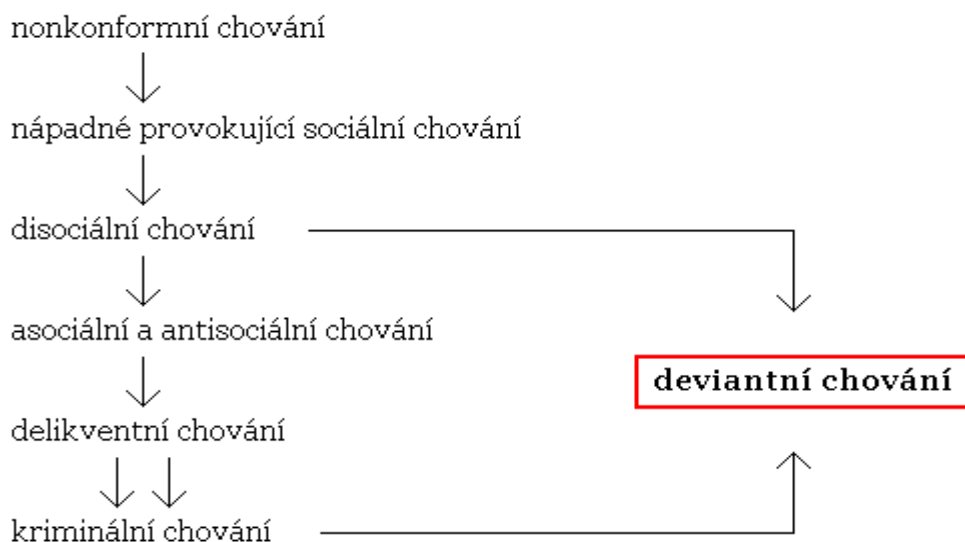 nonkonformní chování
nápadné provokující sociální chování
disociální chování
asociální a antisociální chování
deviantní chování
delikventní chování
kriminální chování